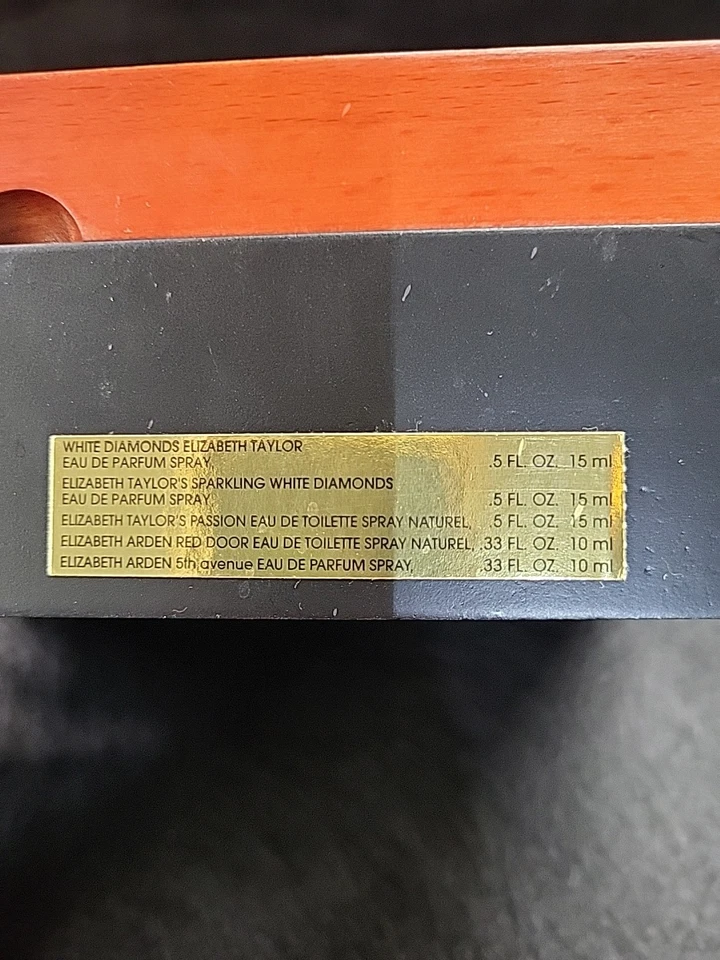 WHITE DIAMONDS ELIZABETH TAYLOR
EAU DE PARFUM SPRAY, .5 FL. OZ. 15 ml
ELIZABETH TAYLOR'S SPARKLING WHITE DIAMONDS
EAU DE PARFUM SPRAY .5 FL. OZ. 15 ml
ELIZABETH TAYLOR'S PASSION EAU DE TOILETTE SPRAY NATUREL, .5 FL. OZ. 15 ml
ELIZABETH ARDEN RED DOOR EAU DE TOILETTE SPRAY NATUREL, .33 FL. OZ. 10 ml
ELIZABETH ARDEN 5th avenue EAU DE PARFUM SPRAY, .33 FL. OZ. 10 ml